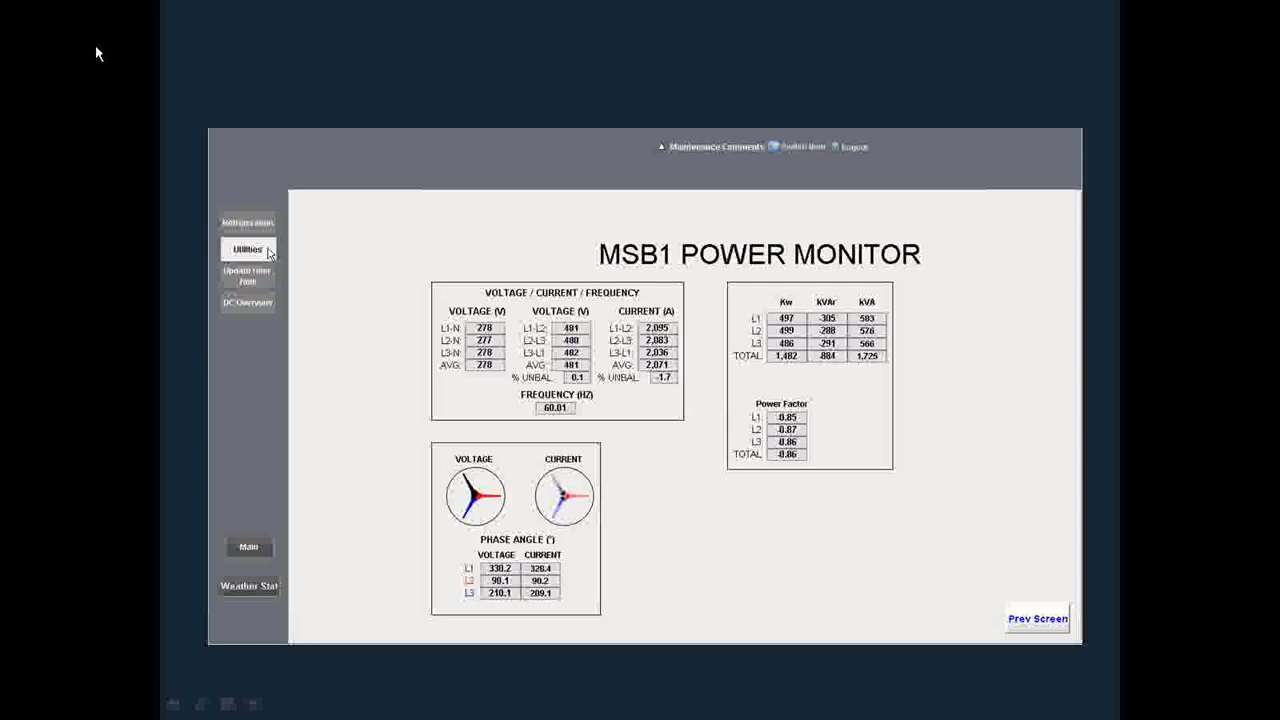 Maintenance Comments
Logout
Utilities
DC Overview
Main
Weather Stat
MSB1 POWER MONITOR
VOLTAGE / CURRENT / FREQUENCY
VOLTAGE (V) VOLTAGE (V) CURRENT (A)
L1-N: 278 L1-L2: 481 L1-L2: 2,095
L2-N: 277 L2-L3: 480 L2-L3: 2,083
L3-N: 278 L3-L1 482 L3-L1: 2,036
AVG: 278 AVG: 481 AVG: 2,071
% UNBAL 0.1 % UNBAL: -1.7
FREQUENCY (HZ)
60.01
Kw kVAr kVA
L1 497 -305 583
L2 499 -288 576
L3 486 -291 566
TOTAL 1,482 -884 1,725
Power Factor
L1 -0.85
L2 -0.87
L3 -0.86
TOTAL -0.86
VOLTAGE CURRENT
PHASE ANGLE (°)
VOLTAGE CURRENT
L1 330.2 328.4
L2 90.1 90.2
L3 210.1 209.1
Prev Screen